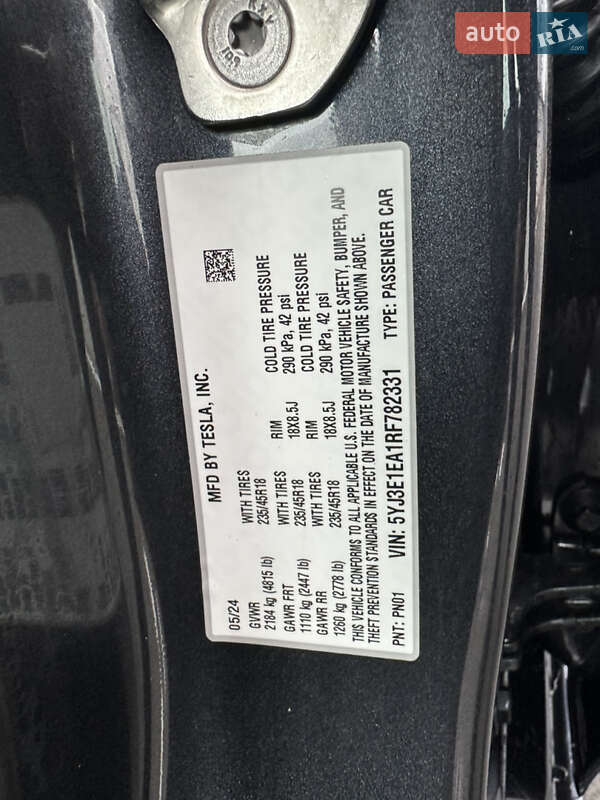 auto RIA.com
MFD BY TESLA, INC.
05/24
GVWR WITH TIRES RIM COLD TIRE PRESSURE
2184 kg (4815 lb) 235/45R18 18X8.5J 290 kPa, 42 psi
GAWR FRT WITH TIRES RIM COLD TIRE PRESSURE
1110 kg (2447 lb) 235/45R18 18X8.5J 290 kPa, 42 psi
GAWR RR
1260 kg (2778 lb) 235/45R18
THIS VEHICLE CONFORMS TO ALL APPLICABLE U.S. FEDERAL MOTOR VEHICLE SAFETY, BUMPER, AND
THEFT PREVENTION STANDARDS IN EFFECT ON THE DATE OF MANUFACTURE SHOWN ABOVE.
PNT: PN01 VIN: 5YJ3E1EA1RF782331 TYPE: PASSENGER CAR